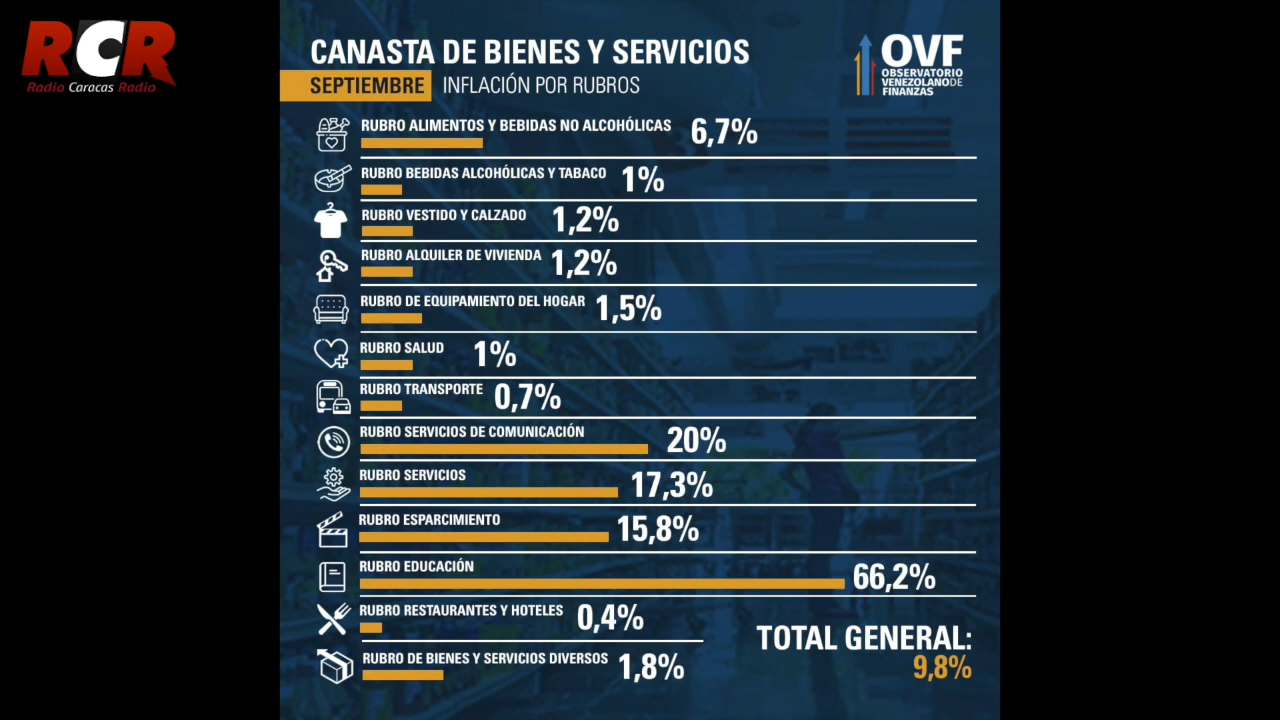 RCR
Radio Caracas Radio
CANASTA DE BIENES Y SERVICIOS
SEPTIEMBRE INFLACIÓN POR RUBROS
OVF
OBSERVATORIO
VENEZOLANO DE
FINANZAS
RUBRO ALIMENTOS Y BEBIDAS NO ALCOHÓLICAS 6,7%
RUBRO BEBIDAS ALCOHÓLICAS Y TABACO 1%
RUBRO VESTIDO Y CALZADO 1,2%
RUBRO ALQUILER DE VIVIENDA 1,2%
RUBRO DE EQUIPAMIENTO DEL HOGAR 1,5%
RUBRO SALUD 1%
RUBRO TRANSPORTE 0,7%
RUBRO SERVICIOS DE COMUNICACIÓN 20%
RUBRO SERVICIOS 17,3%
RUBRO ESPARCIMIENTO 15,8%
RUBRO EDUCACIÓN 66,2%
RUBRO RESTAURANTES Y HOTELES 0,4%
RUBRO DE BIENES Y SERVICIOS DIVERSOS 1,8%
TOTAL GENERAL:
9,8%